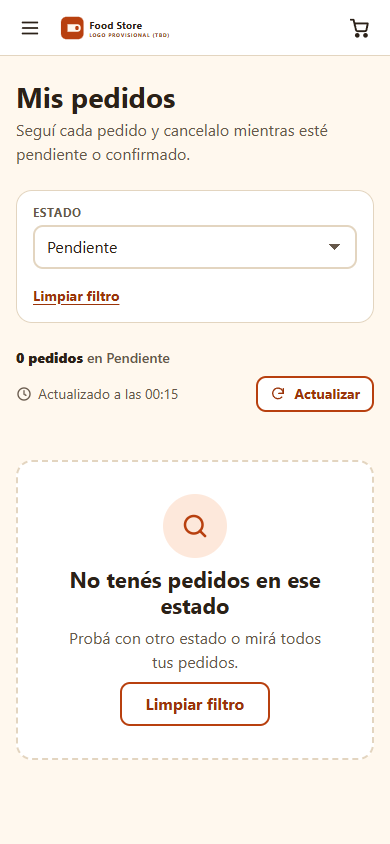 Food Store
LOGO PROVISIONAL (TBD)
Mis pedidos
Seguí cada pedido y cancelalo mientras esté
pendiente o confirmado.
ESTADO
Pendiente
Limpiar filtro
0 pedidos en Pendiente
Actualizado a las 00:15
Actualizar
No tenés pedidos en ese
estado
Probá con otro estado o mirá todos
tus pedidos.
Limpiar filtro